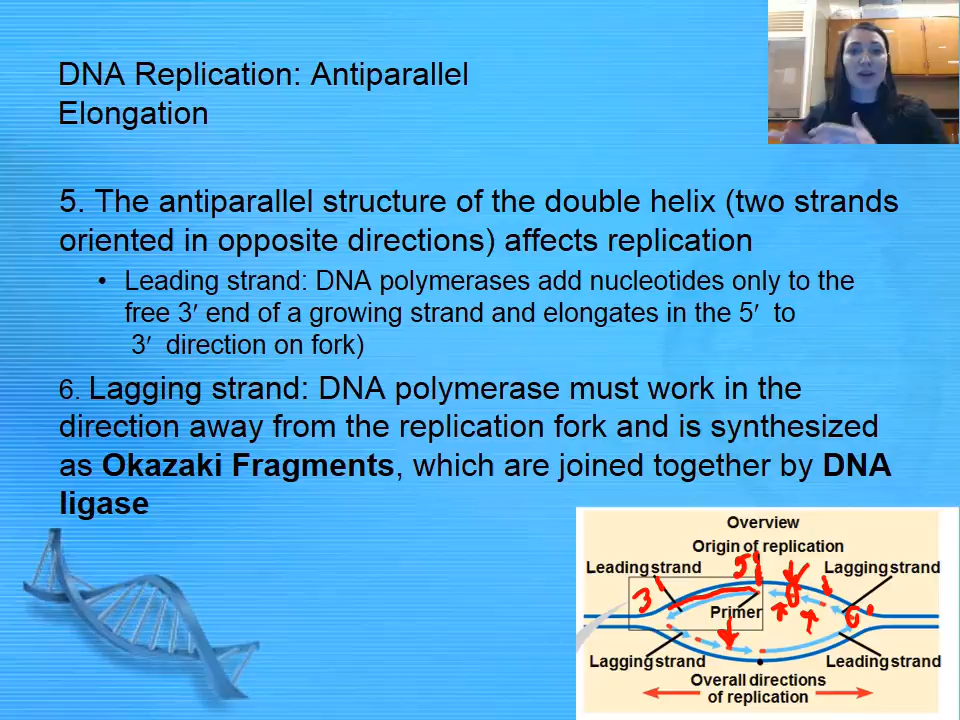 DNA Replication: Antiparallel
Elongation
5. The antiparallel structure of the double helix (two strands
oriented in opposite directions) affects replication
• Leading strand: DNA polymerases add nucleotides only to the
free 3′ end of a growing strand and elongates in the 5′ to
3′ direction on fork)
6. Lagging strand: DNA polymerase must work in the
direction away from the replication fork and is synthesized
as Okazaki Fragments, which are joined together by DNA
ligase
Overview
Origin of replication
Leading strand
Lagging strand
5'
3'
Primer
Lagging strand
Leading strand
Overall directions
of replication